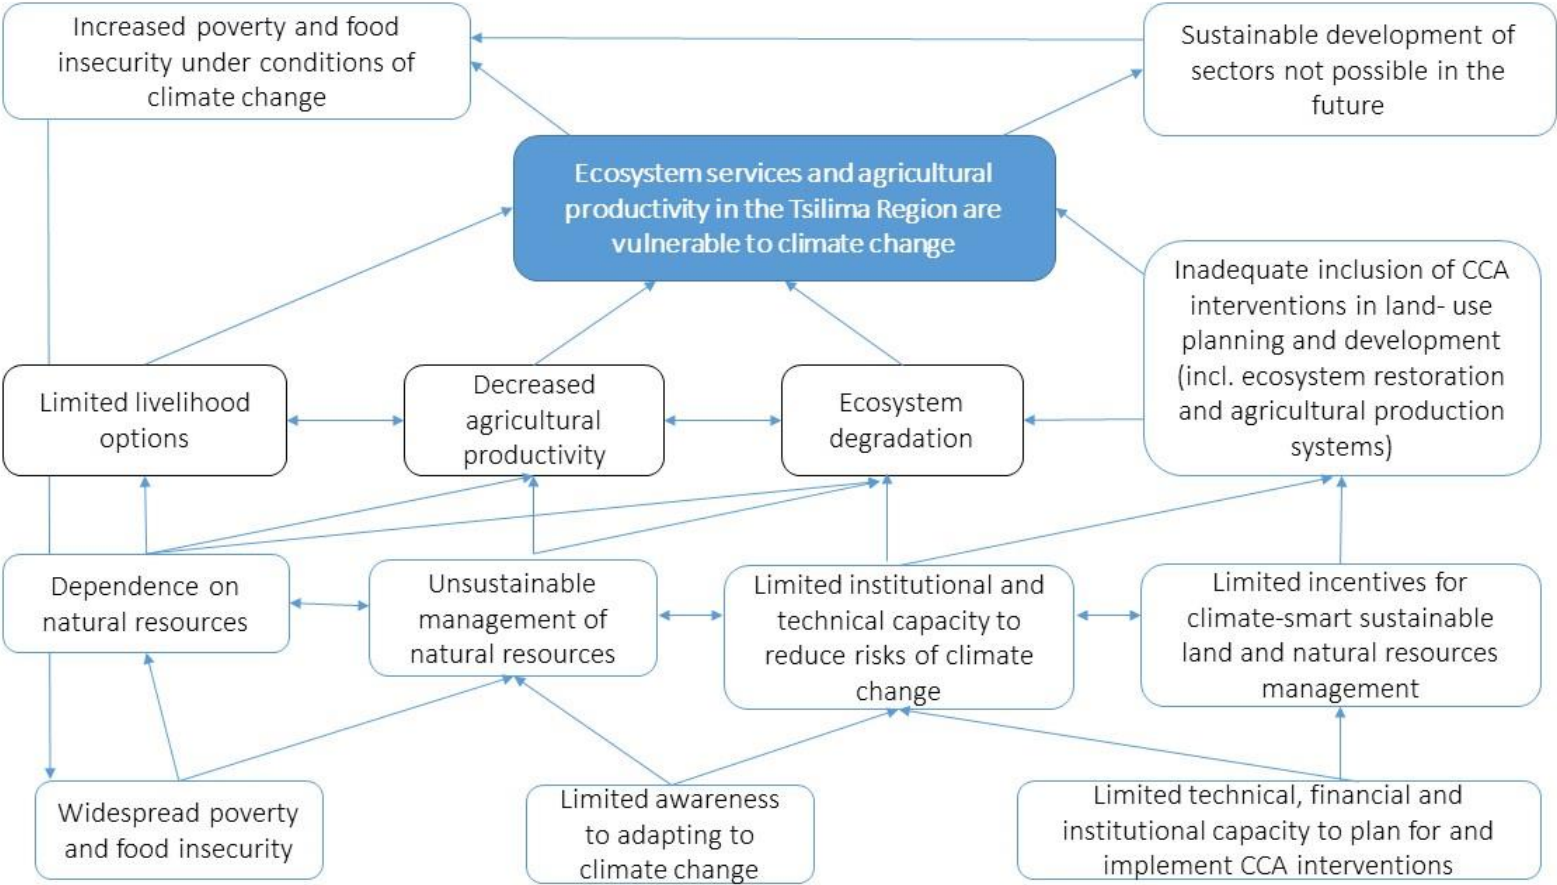 Increased poverty and food
insecurity under conditions of
climate change
Sustainable development of
sectors not possible in the
future
Ecosystem services and agricultural
productivity in the Tsilima Region are
vulnerable to climate change
Inadequate inclusion of CCA
interventions in land- use
planning and development
(incl. ecosystem restoration
and agricultural production
systems)
Limited livelihood
options
Decreased
agricultural
productivity
Ecosystem
degradation
Dependence on
natural resources
Unsustainable
management of
natural resources
Limited institutional and
technical capacity to
reduce risks of climate
change
Limited incentives for
climate-smart sustainable
land and natural resources
management
Widespread poverty
and food insecurity
Limited awareness
to adapting to
climate change
Limited technical, financial and
institutional capacity to plan for and
implement CCA interventions